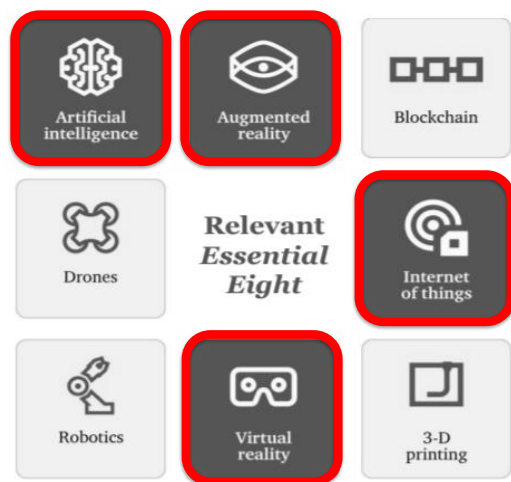 Artificial
intelligence
Augmented
reality
Blockchain
Drones
Relevant
Essential
Eight
Internet
of things
Robotics
Virtual
reality
3-D
printing